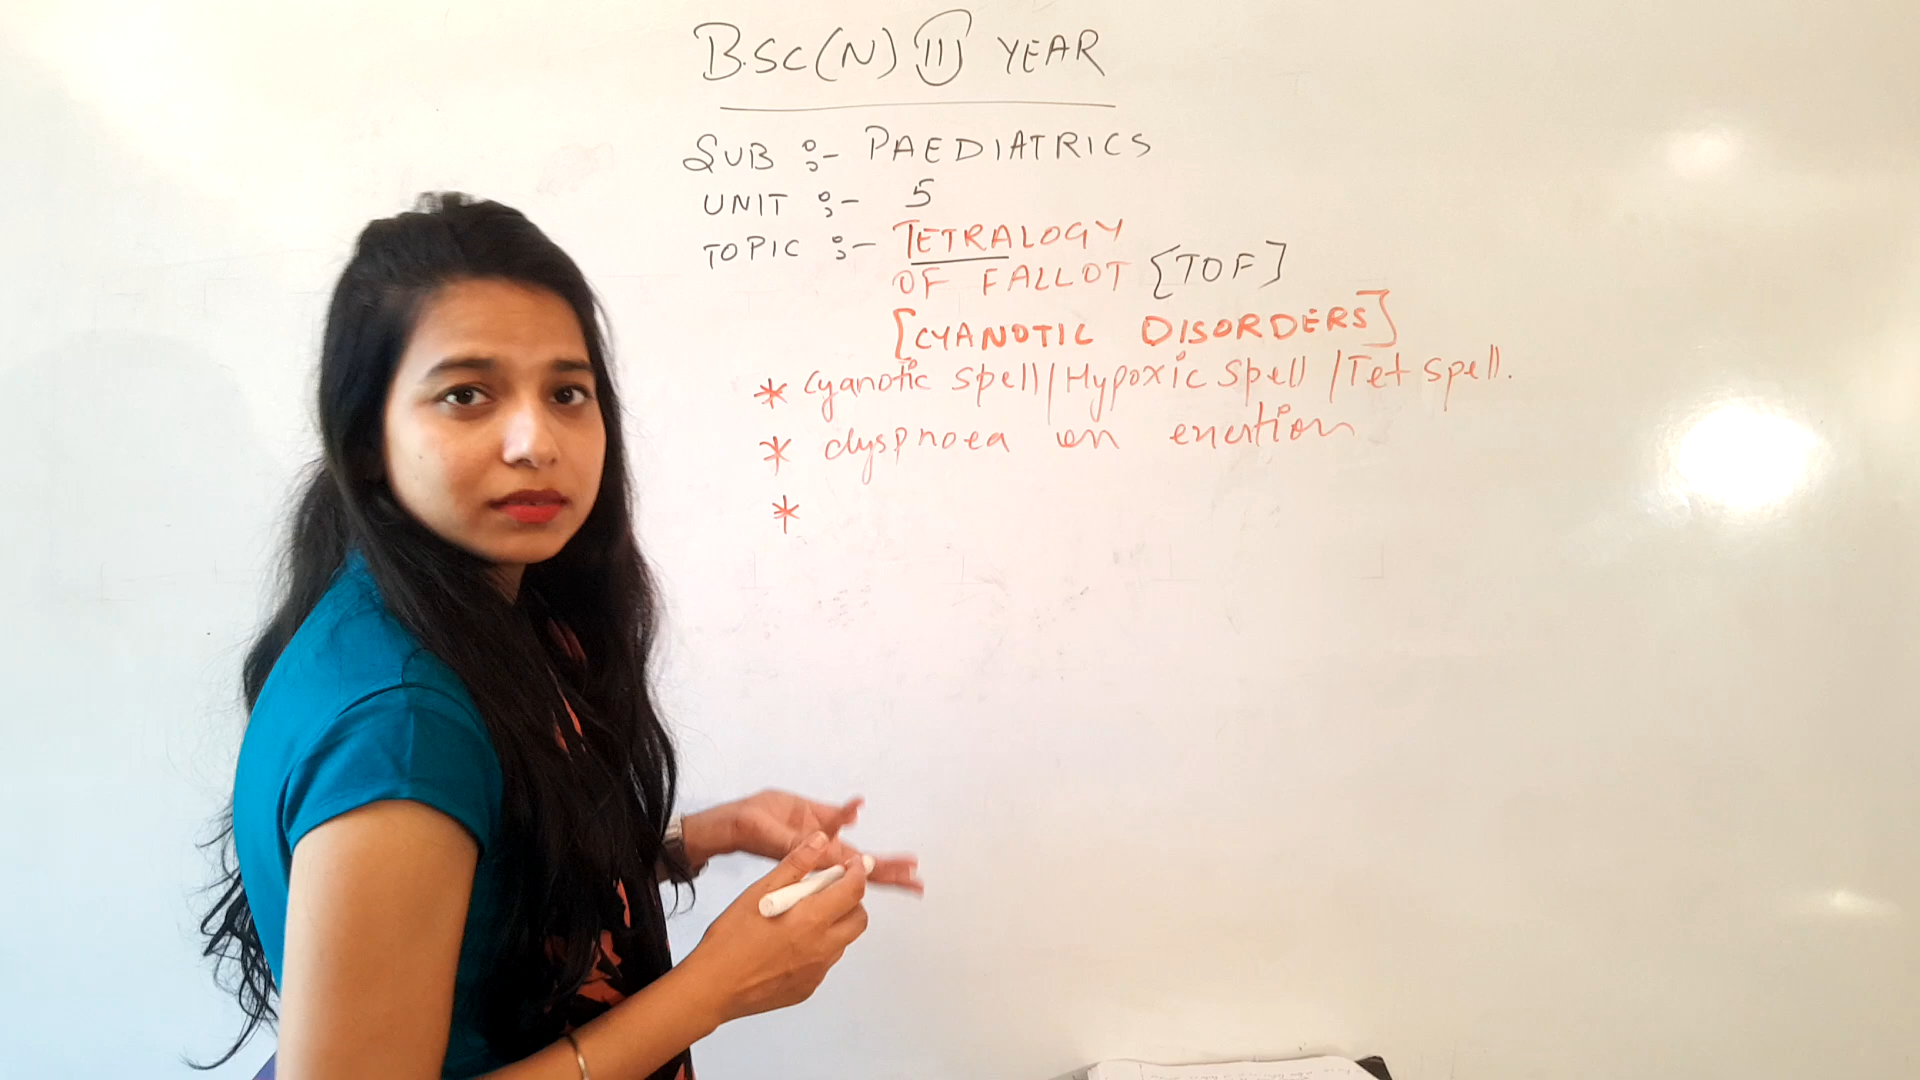 B.SC(N) III YEAR
SUB :- PAEDIATRICS
UNIT :- 5
TOPIC :- TETRALOGY
OF FALLOT [TOF]
[CYANOTIC DISORDERS]
* Cyanotic Spell/Hypoxic Spell/Tet Spell.
* dyspnoea on exertion
*